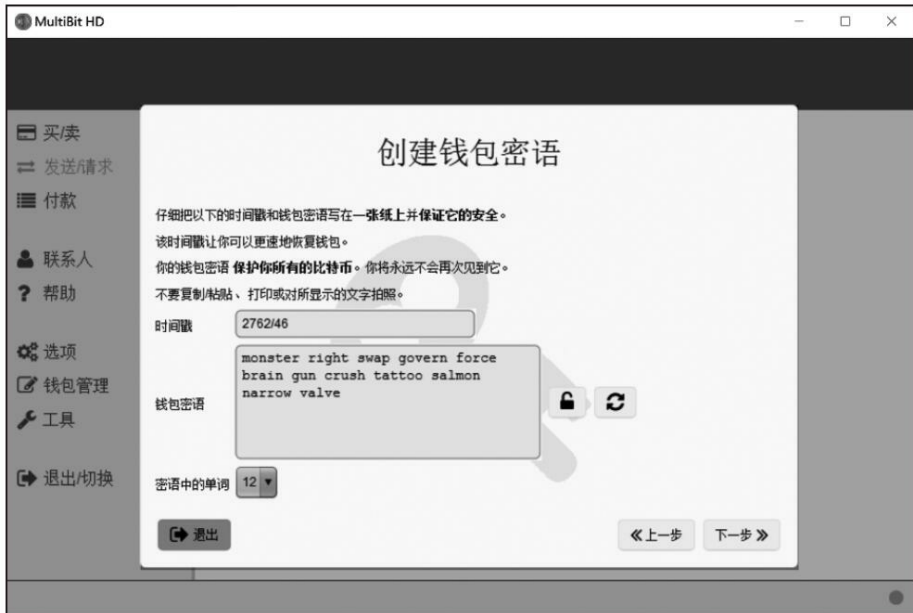 MultiBit HD
买/卖
发送/请求
付款
联系人
帮助
选项
钱包管理
工具
退出/切换
创建钱包密语
仔细把以下的时间戳和钱包密语写在一张纸上并保证它的安全。
该时间戳让你可以更速地恢复钱包。
你的钱包密语 保护你所有的比特币。你将永远不会再次见到它。
不要复制/粘贴、打印或对所显示的文字拍照。
时间戳 2762/46
钱包密语
monster right swap govern force
brain gun crush tattoo salmon
narrow valve
密语中的单词 12
退出
上一步 下一步